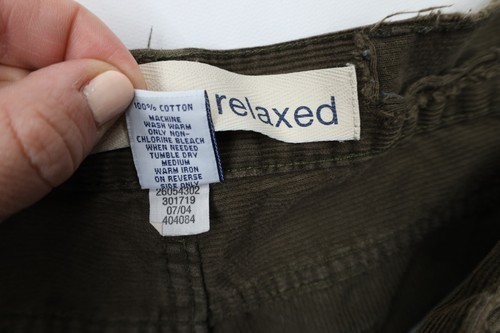 relaxed
100% COTTON
MACHINE
WASH WARM
ONLY NON-
CHLORINE BLEACH
WHEN NEEDED
TUMBLE DRY
MEDIUM
WARM IRON
ON REVERSE
SIDE ONLY
26054302
301719
07/04
404084